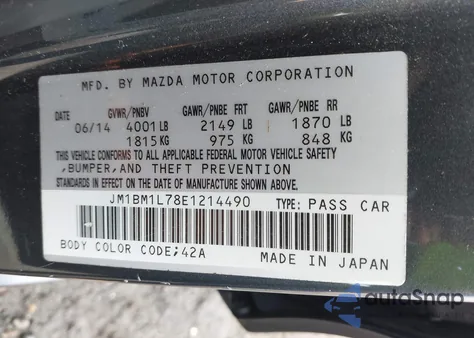 MFD. BY MAZDA MOTOR CORPORATION
DATE GVWR/PNBV GAWR/PNBE FRT GAWR/PNBE RR
06/14 4001 LB 2149 LB 1870 LB
1815 KG 975 KG 848 KG
THIS VEHICLE CONFORMS TO ALL APPLICABLE FEDERAL MOTOR VEHICLE SAFETY
,BUMPER,AND THEFT PREVENTION
STANDARDS IN EFFECT ON THE DATE OF MANUFACTURE SHOWN ABOVE.
JM1BM1L78E1214490 TYPE: PASS CAR
BODY COLOR CODE;42A MADE IN JAPAN
autoSnap